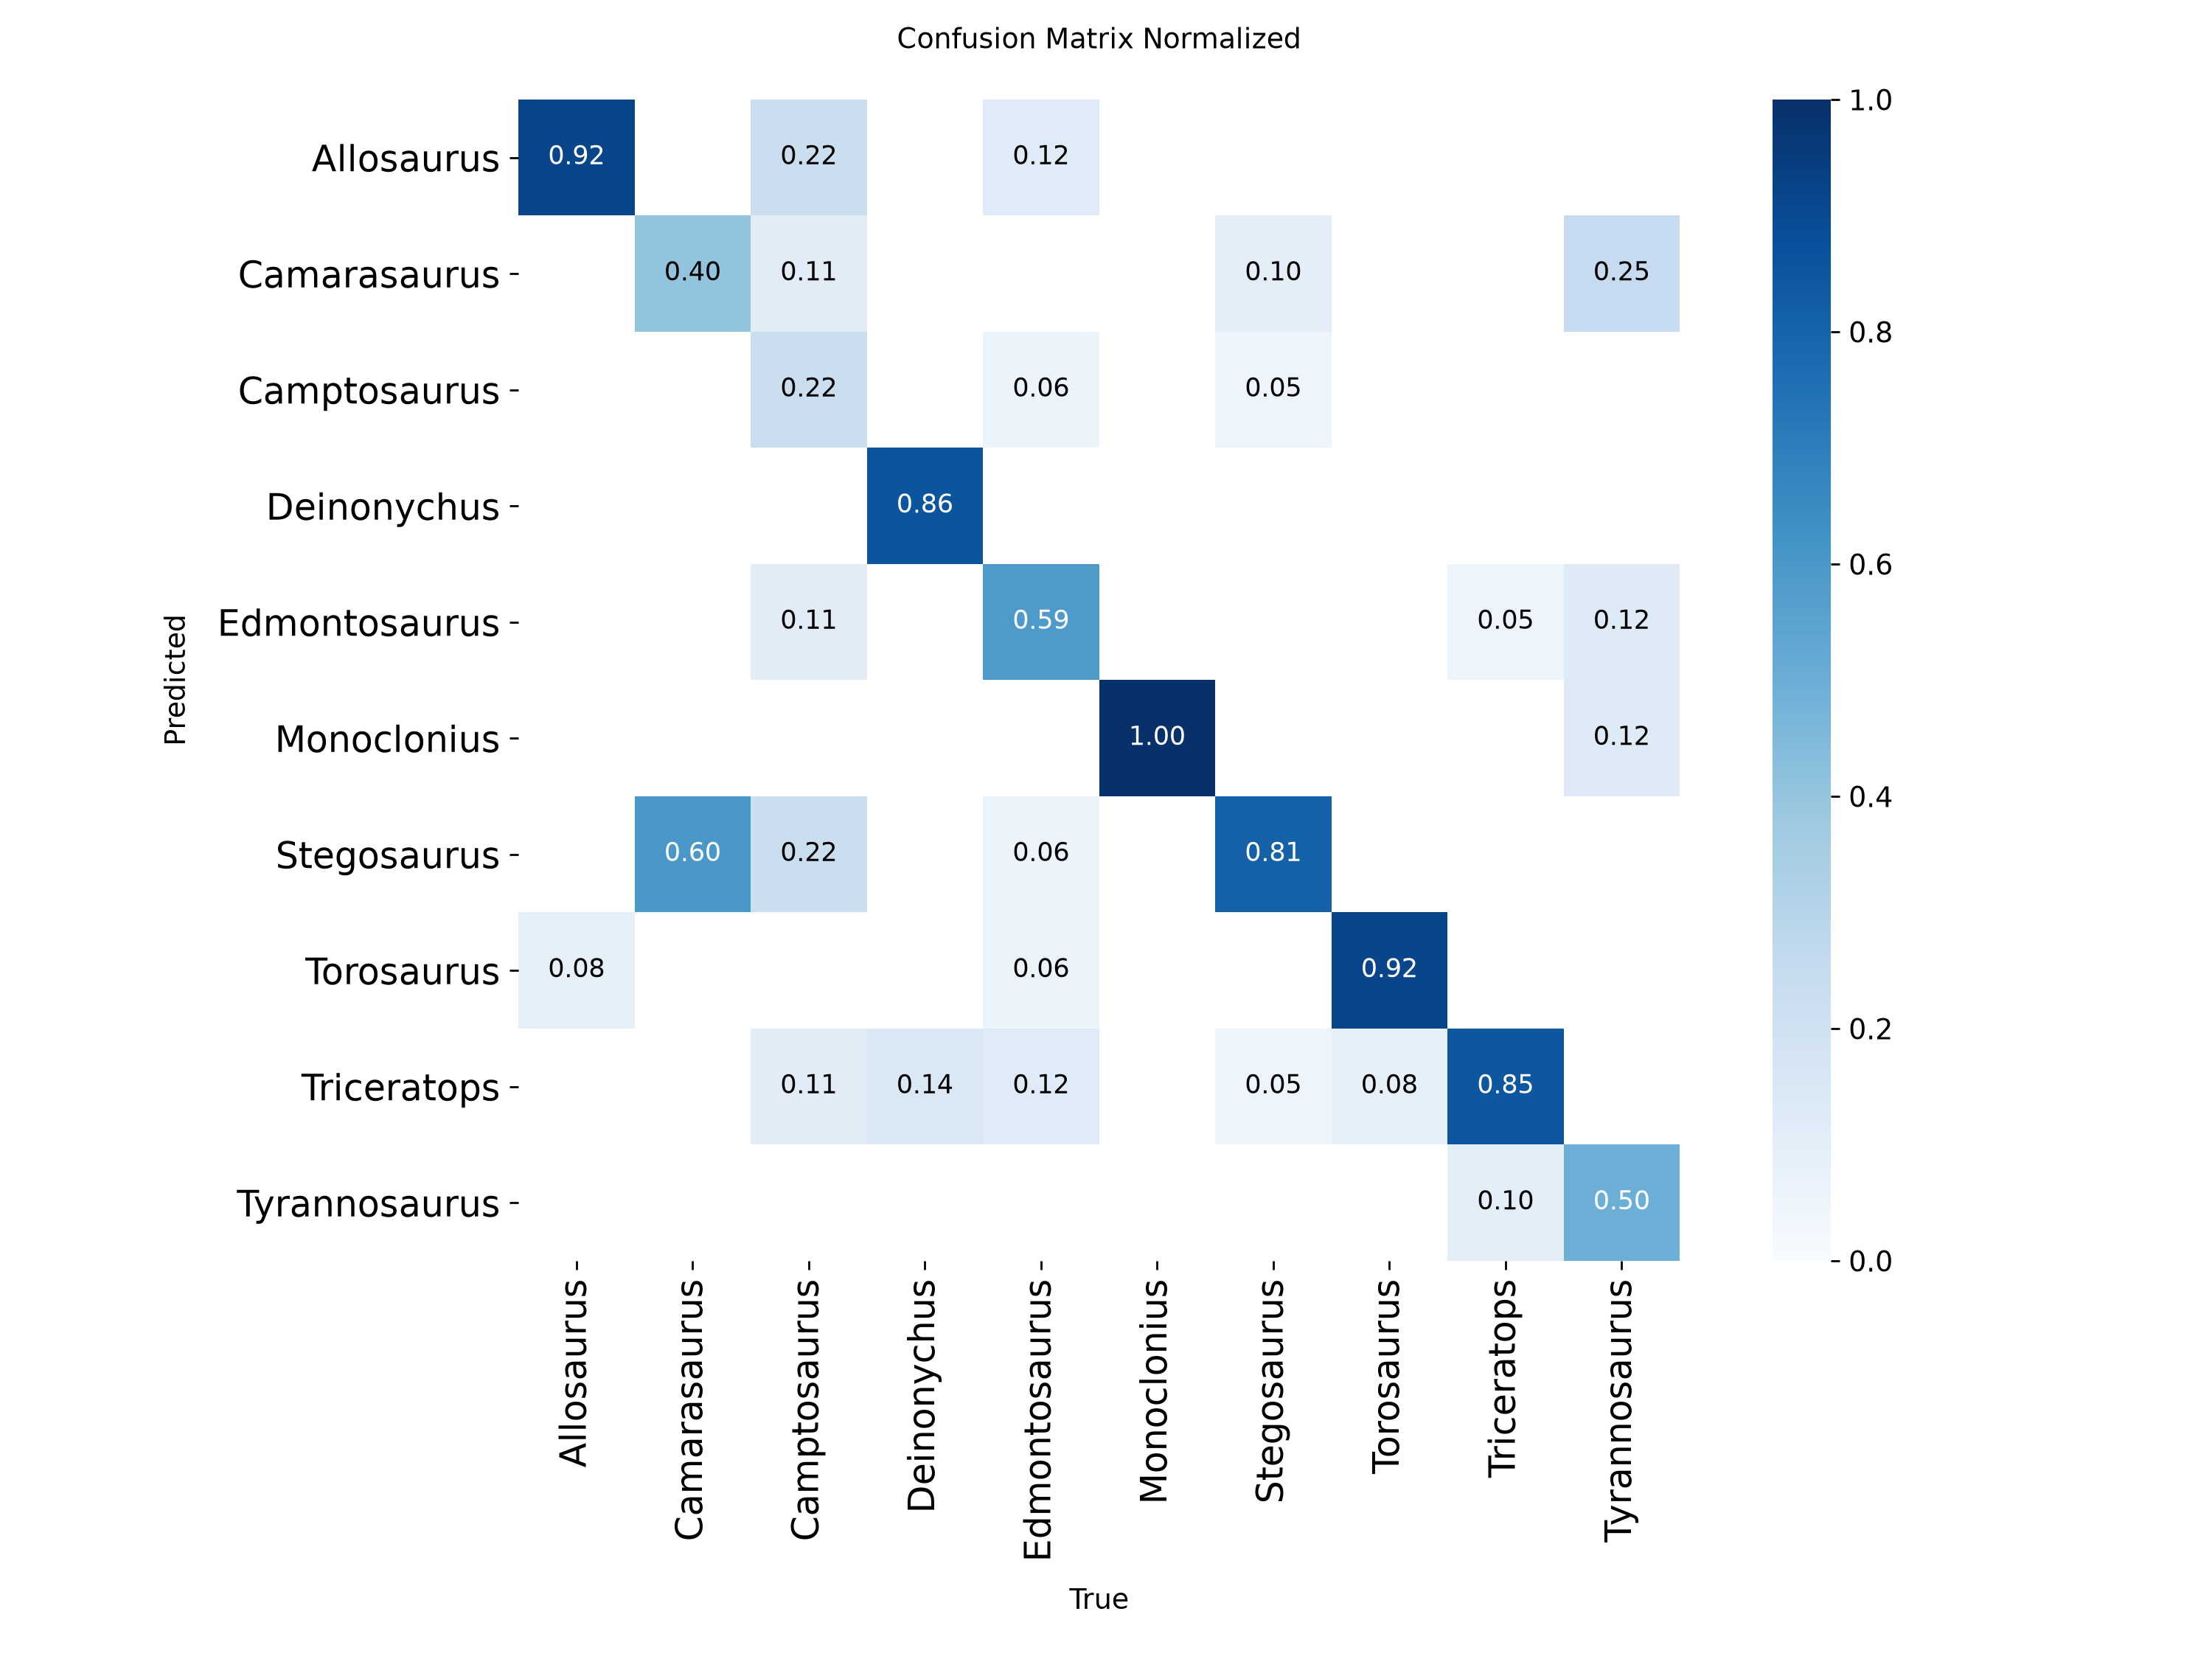 Confusion Matrix Normalized
Predicted
Allosaurus 0.92 0.22 0.12
Camarasaurus 0.40 0.11 0.10 0.25
Camptosaurus 0.22 0.06 0.05
Deinonychus 0.86
Edmontosaurus 0.11 0.59 0.05 0.12
Monoclonius 1.00 0.12
Stegosaurus 0.60 0.22 0.06 0.81
Torosaurus 0.08 0.06 0.92
Triceratops 0.11 0.14 0.12 0.05 0.08 0.85
Tyrannosaurus 0.10 0.50
Allosaurus
Camarasaurus
Camptosaurus
Deinonychus
Edmontosaurus
Monoclonius
Stegosaurus
Torosaurus
Triceratops
Tyrannosaurus
True
1.0
0.8
0.6
0.4
0.2
0.0